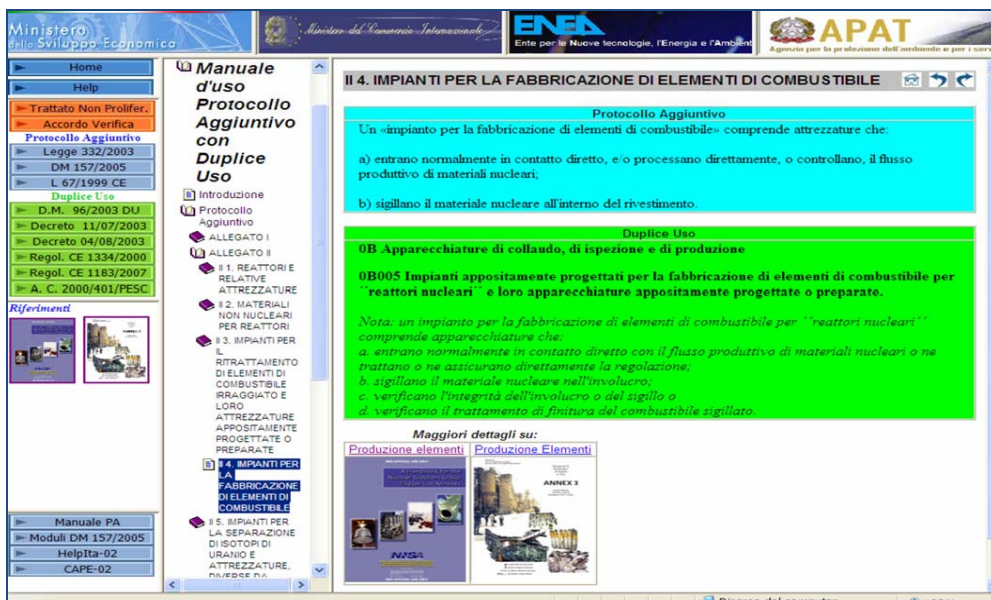 Ministero
dello Sviluppo Economico
Ministero del Commercio Internazionale
ENEA
Ente per le Nuove tecnologie, l'Energia e l'Ambient
APAT
Agenzia per la protezione dell'ambiente e per i serv
Home
Help
Trattato Non Prolifer.
Accordo Verifica
Protocollo Aggiuntivo
Legge 332/2003
DM 157/2005
L 67/1999 CE
Duplice Uso
D.M. 96/2003 DU
Decreto 11/07/2003
Decreto 04/08/2003
Regol. CE 1334/2000
Regol. CE 1183/2007
A. C. 2000/401/PESC
Riferimenti
Manuale PA
Moduli DM 157/2005
HelpIta-02
CAPE-02
Manuale
d'uso
Protocollo
Aggiuntivo
con
Duplice
Uso
Introduzione
Protocollo
Aggiuntivo
ALLEGATO I
ALLEGATO II
II 1. REATTORI E
RELATIVE
ATTREZZATURE
II 2. MATERIALI
NON NUCLEARI
PER REATTORI
II 3. IMPIANTI PER
IL
RITRATTAMENTO
DI ELEMENTI DI
COMBUSTIBILE
IRRAGGIATO E
LORO
ATTREZZATURE
APPOSITAMENTE
PROGETTATE O
PREPARATE
II 4. IMPIANTI PER
LA
FABBRICAZIONE
DI ELEMENTI DI
COMBUSTIBILE
II 5. IMPIANTI PER
LA SEPARAZIONE
DI ISOTOPI DI
URANIO E
ATTREZZATURE,
DIVERSE DA
II 4. IMPIANTI PER LA FABBRICAZIONE DI ELEMENTI DI COMBUSTIBILE
Protocollo Aggiuntivo
Un «impianto per la fabbricazione di elementi di combustibile» comprende attrezzature che:
a) entrano normalmente in contatto diretto, e/o processano direttamente, o controllano, il flusso
produttivo di materiali nucleari;
b) sigillano il materiale nucleare all'interno del rivestimento.
Duplice Uso
0B Apparecchiature di collaudo, di ispezione e di produzione
0B005 Impianti appositamente progettati per la fabbricazione di elementi di combustibile per
´´reattori nucleari´´ e loro apparecchiature appositamente progettate o preparate.
Nota: un impianto per la fabbricazione di elementi di combustibile per ´´reattori nucleari´´
comprende apparecchiature che:
a. entrano normalmente in contatto diretto con il flusso produttivo di materiali nucleari o ne
trattano o ne assicurano direttamente la regolazione;
b. sigillano il materiale nucleare nell'involucro;
c. verificano l'integrità dell'involucro o del sigillo o
d. verificano il trattamento di finitura del combustibile sigillato.
Maggiori dettagli su:
Produzione elementi
Produzione Elementi
ANNEX 3